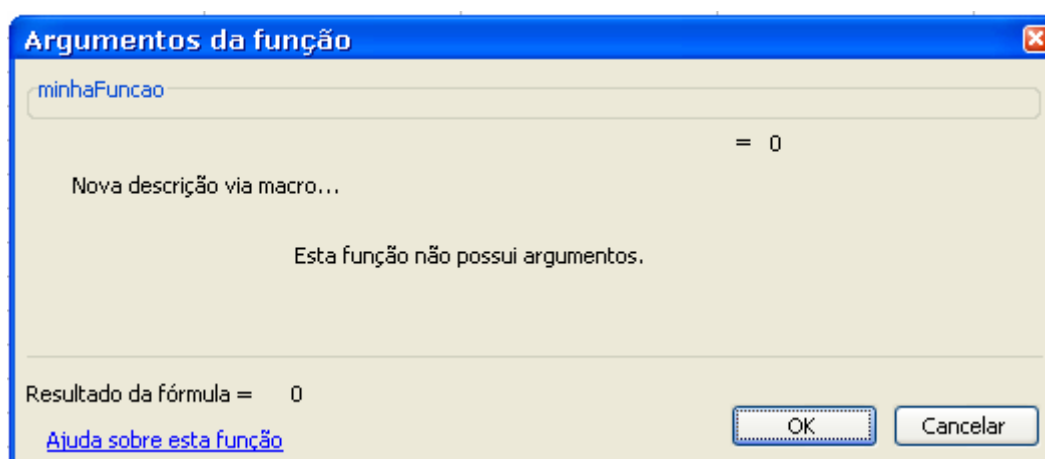 Argumentos da função
minhaFuncao
= 0
Nova descrição via macro...
Esta função não possui argumentos.
Resultado da fórmula = 0
Ajuda sobre esta função
OK Cancelar